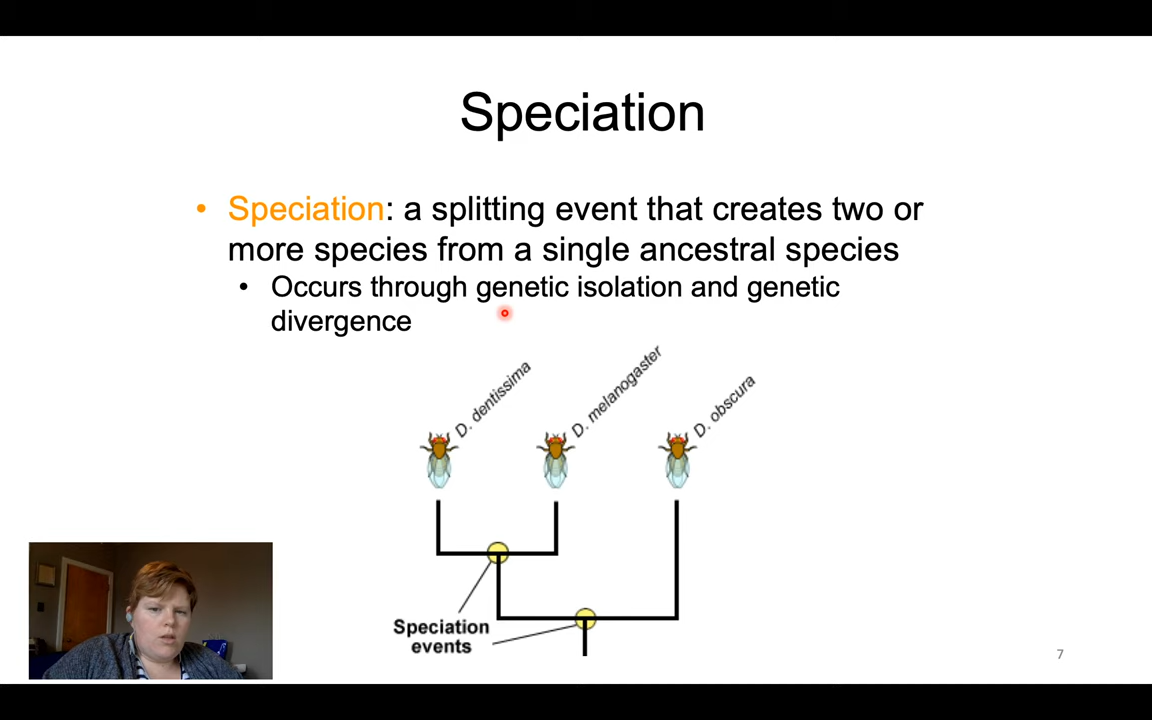 Speciation
• Speciation: a splitting event that creates two or
more species from a single ancestral species
• Occurs through genetic isolation and genetic
divergence
D. dentissima
D. melanogaster
D. obscura
Speciation
events
7